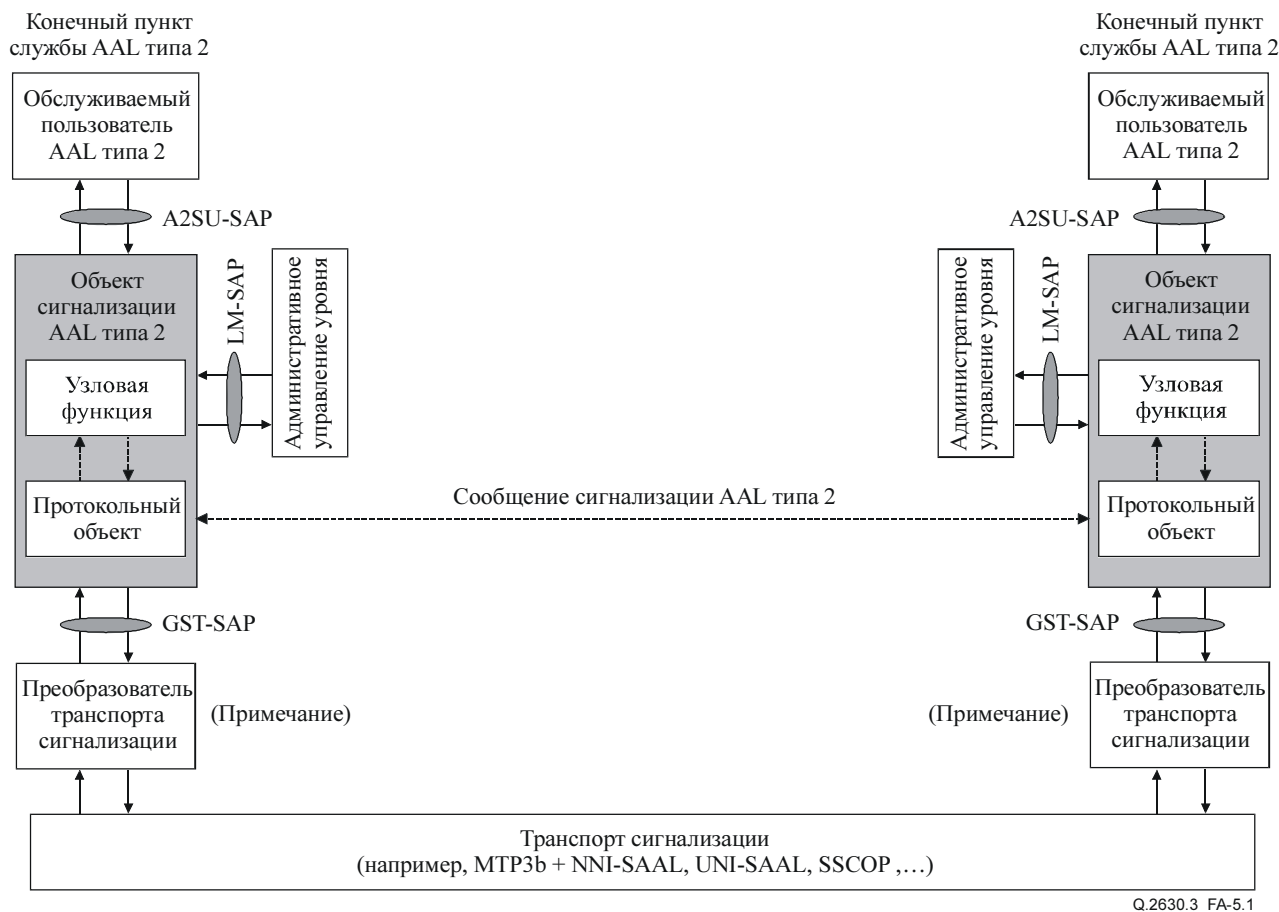 Конечный пункт
службы AAL типа 2
Конечный пункт
службы AAL типа 2
Обслуживаемый
пользователь
AAL типа 2
Обслуживаемый
пользователь
AAL типа 2
A2SU-SAP
A2SU-SAP
Объект
сигнализации
AAL типа 2
LM-SAP
Административное
управление уровня
Административное
управление уровня
LM-SAP
Объект
сигнализации
AAL типа 2
Узловая
функция
Узловая
функция
Протокольный
объект
Сообщение сигнализации AAL типа 2
Протокольный
объект
GST-SAP
GST-SAP
Преобразователь
транспорта
сигнализации
(Примечание)
(Примечание)
Преобразователь
транспорта
сигнализации
Транспорт сигнализации
(например, MTP3b + NNI-SAAL, UNI-SAAL, SSCOP ,…)
Q.2630.3 FA-5.1